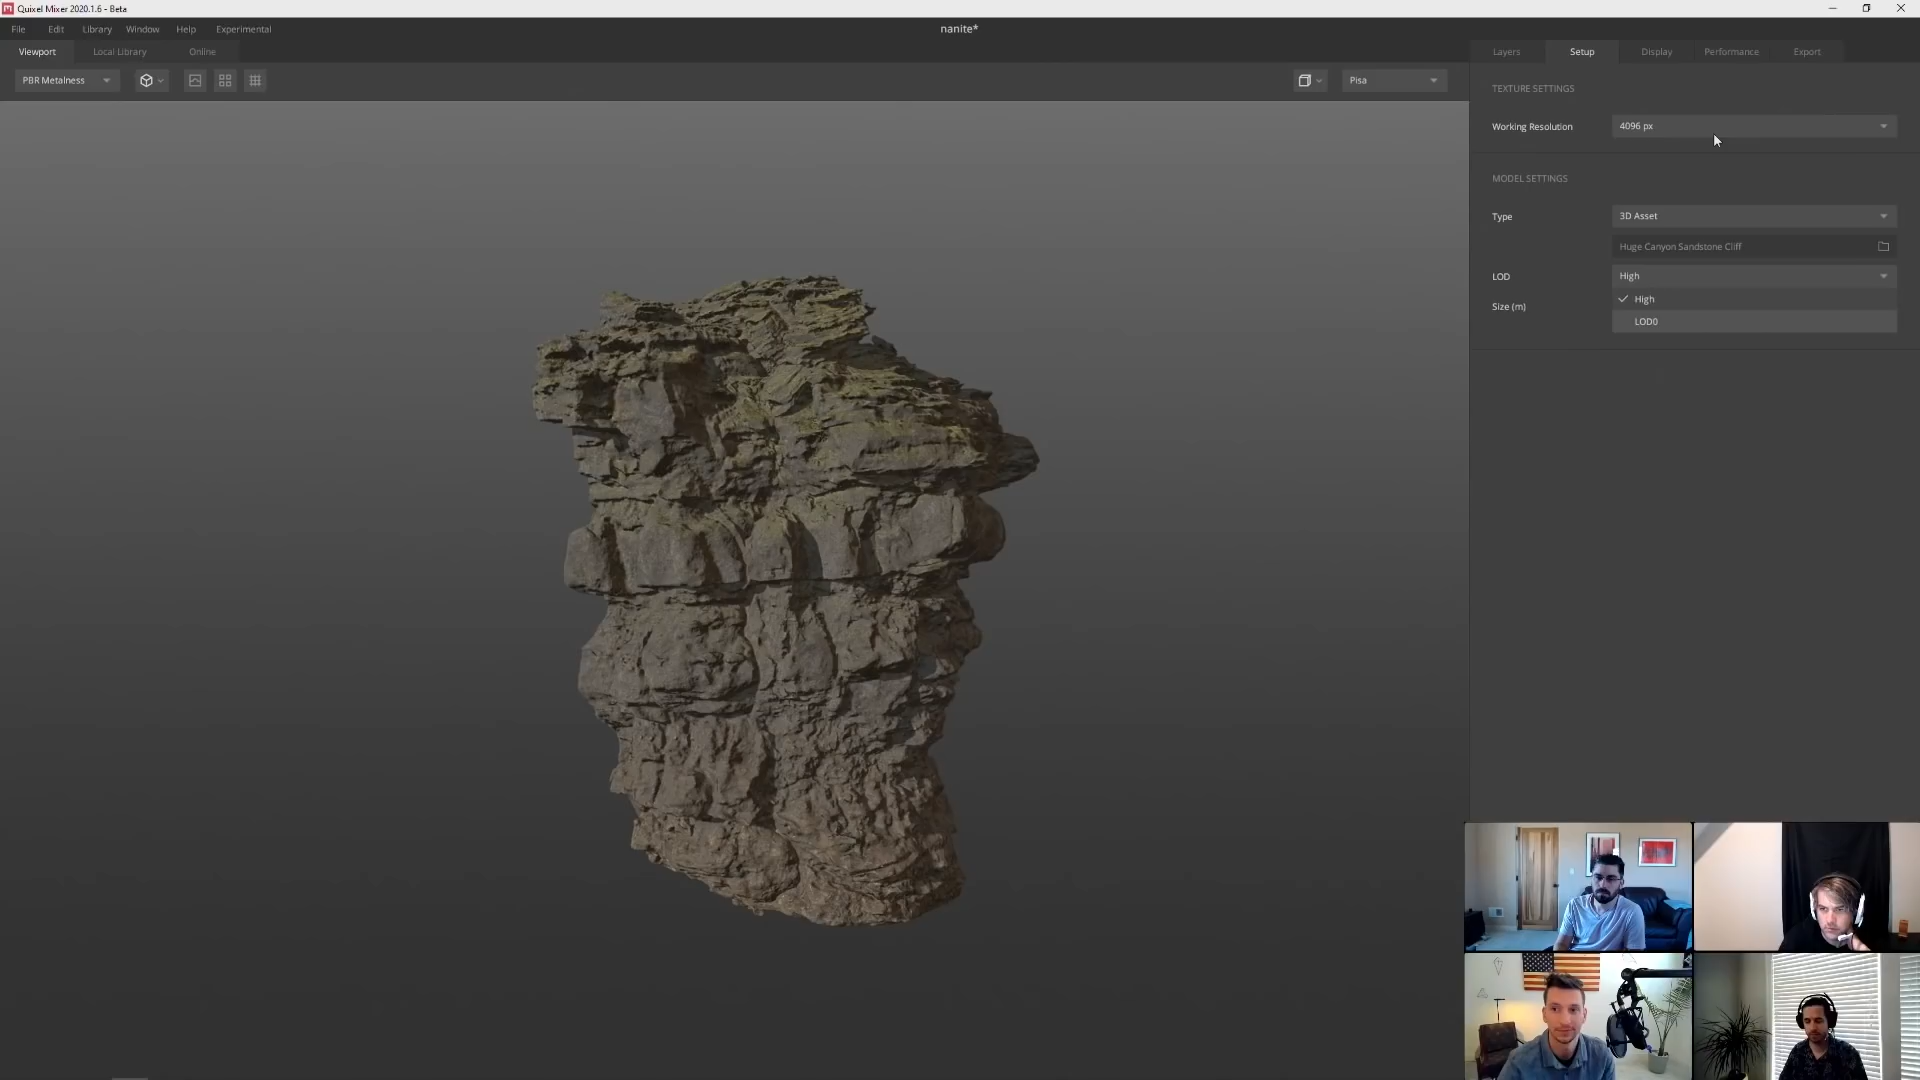 Quixel Mixer 2020.1.6 - Beta
File Edit Library Window Help Experimental
nanite*
Viewport Local Library Online
Layers Setup Display Performance Export
PBR Metalness
Pisa
TEXTURE SETTINGS
Working Resolution 4096 px
MODEL SETTINGS
Type 3D Asset
Huge Canyon Sandstone Cliff
LOD High
High
Size (m)
LOD0